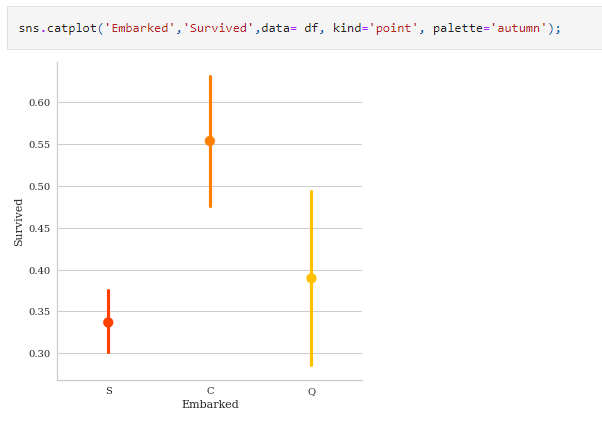 sns.catplot('Embarked','Survived',data= df, kind='point', palette='autumn');
0.60
0.55
0.50
0.45
0.40
0.35
0.30
Survived
S C Q
Embarked